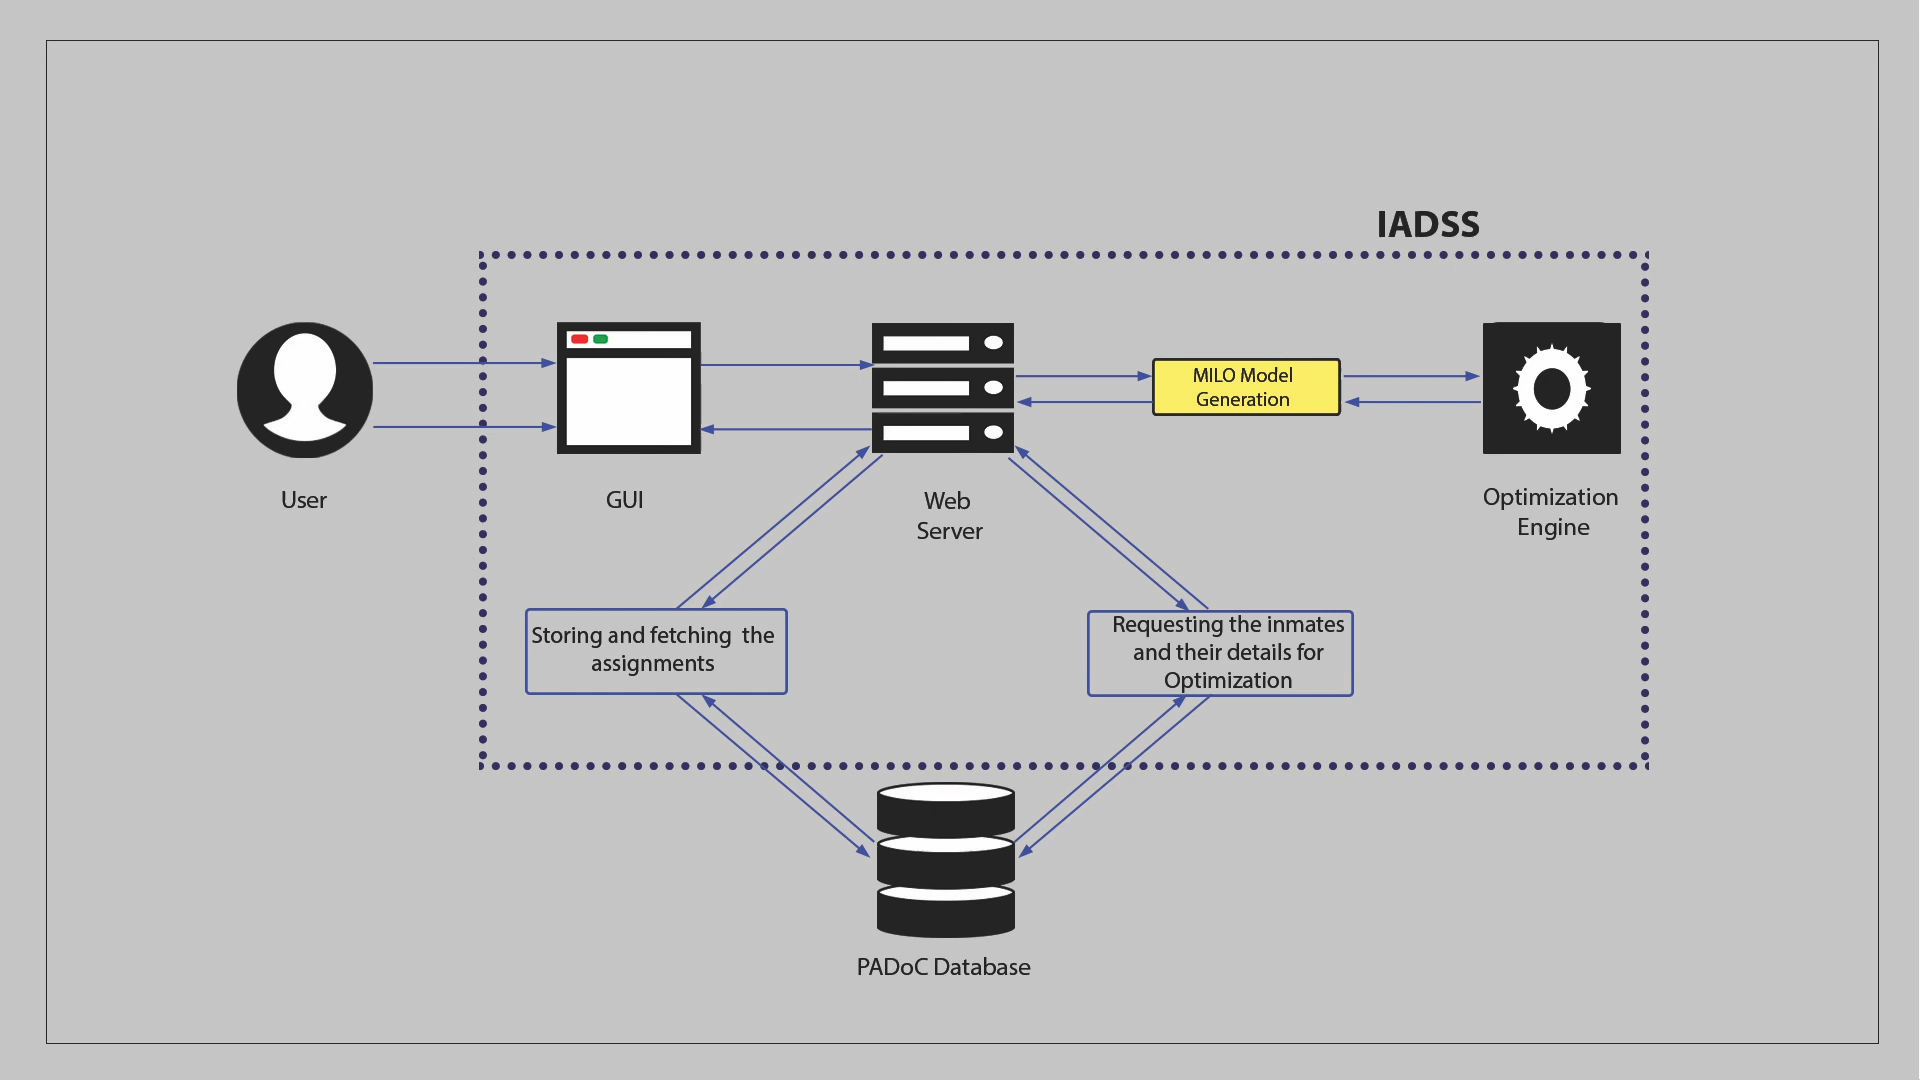 IADSS
MILO Model
Generation
User
GUI
Web
Server
Optimization
Engine
Storing and fetching  the
assignments
Requesting the inmates
and their details for
Optimization
PADoC Database